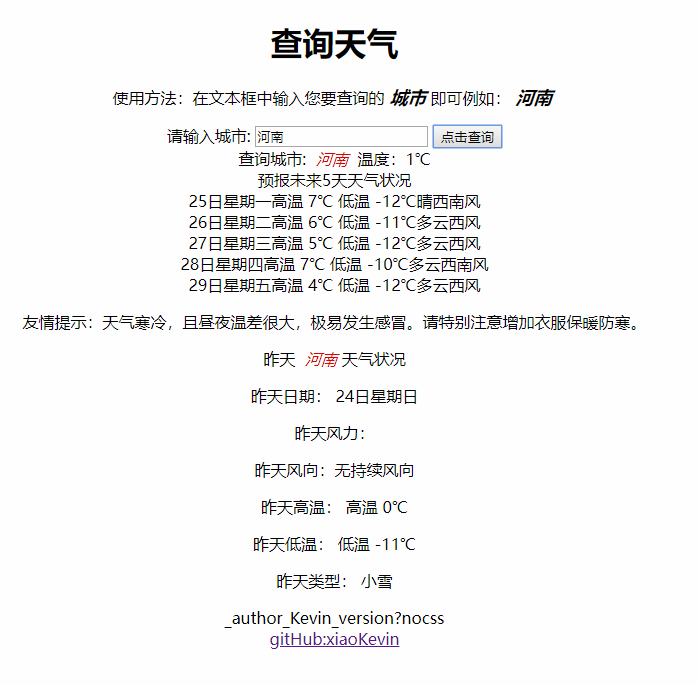 查询天气
使用方法：在文本框中输入您要查询的 城市 即可例如： 河南
请输入城市: 河南 点击查询
查询城市: 河南 温度：1℃
预报未来5天天气状况
25日星期一高温 7℃ 低温 -12℃晴西南风
26日星期二高温 6℃ 低温 -11℃多云西风
27日星期三高温 5℃ 低温 -12℃多云西风
28日星期四高温 7℃ 低温 -10℃多云西南风
29日星期五高温 4℃ 低温 -12℃多云西风
友情提示：天气寒冷，且昼夜温差很大，极易发生感冒。请特别注意增加衣服保暖防寒。
昨天 河南 天气状况
昨天日期： 24日星期日
昨天风力：
昨天风向：无持续风向
昨天高温： 高温 0℃
昨天低温： 低温 -11℃
昨天类型： 小雪
_author_Kevin_version?nocss
gitHub:xiaoKevin